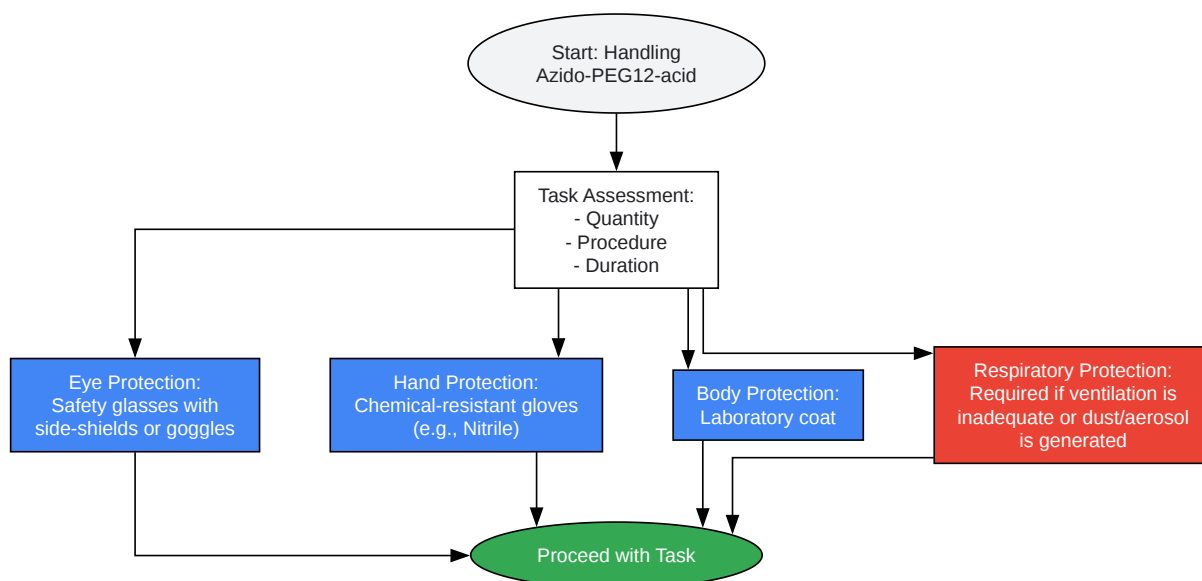 Start: Handling
Azido-PEG12-acid
Task Assessment:
- Quantity
- Procedure
- Duration
Eye Protection:
Safety glasses with
side-shields or goggles
Hand Protection:
Chemical-resistant gloves
(e.g., Nitrile)
Body Protection:
Laboratory coat
Respiratory Protection:
Required if ventilation is
inadequate or dust/aerosol
is generated
Proceed with Task